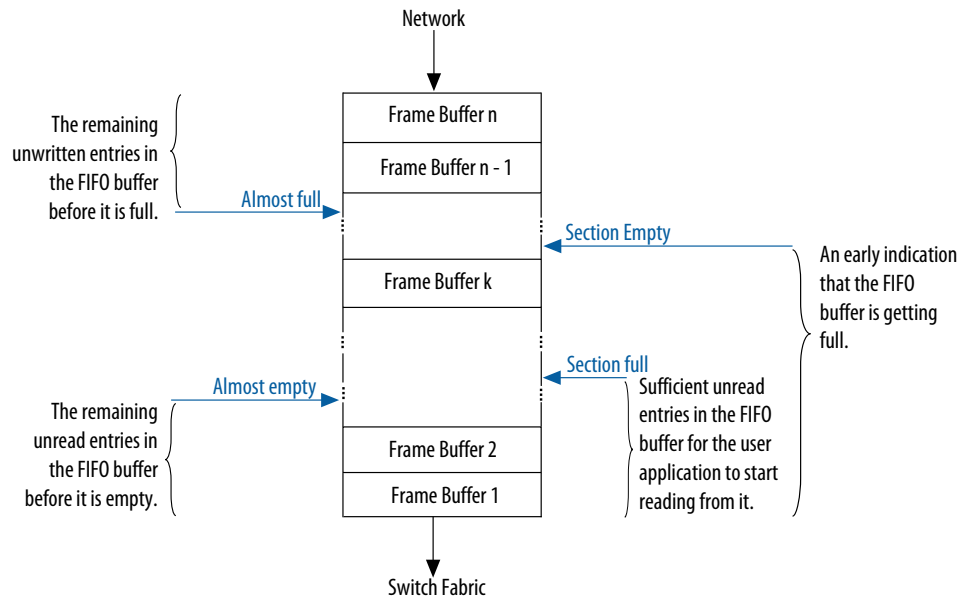 Network
Frame Buffer n
The remaining
unwritten entries in
the FIFO buffer
before it is full.
Frame Buffer n - 1
Almost full
Section Empty
An early indication
that the FIFO
buffer is getting
full.
Frame Buffer k
Section full
Almost empty
Sufficient unread
entries in the FIFO
buffer for the user
application to start
reading from it.
The remaining
unread entries in
the FIFO buffer
before it is empty.
Frame Buffer 2
Frame Buffer 1
Switch Fabric